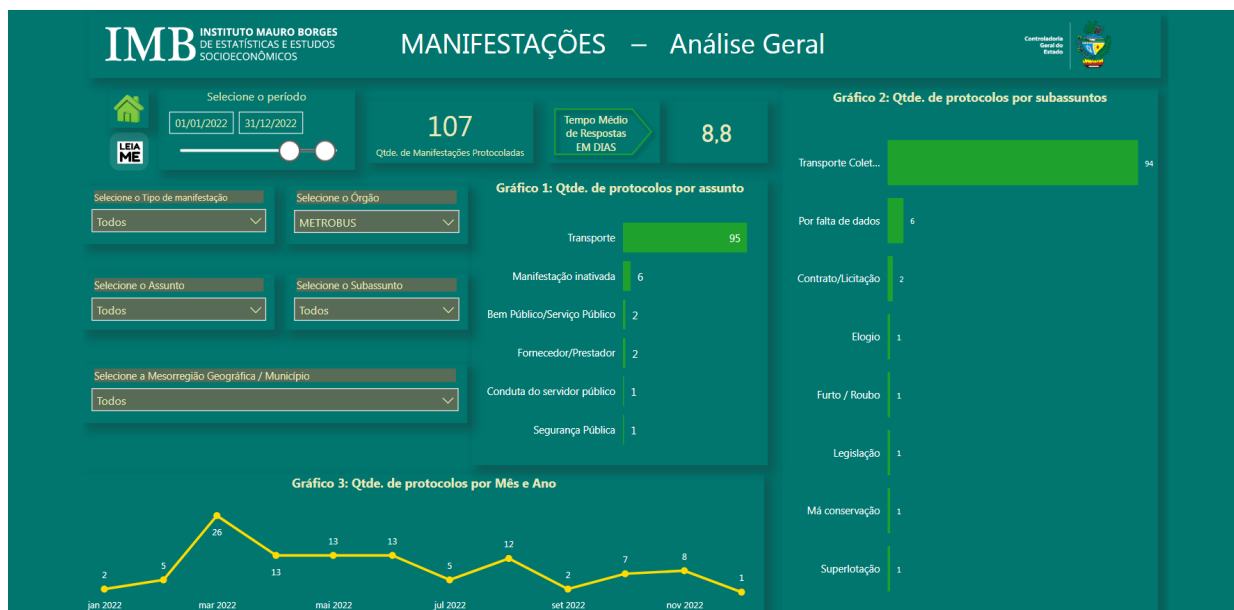 IMB
INSTITUTO MAURO BORGES
DE ESTATÍSTICAS E ESTUDOS
SOCIOECONÔMICOS
MANIFESTAÇÕES – Análise Geral
Controladoria
Geral do
Estado
LEIA
ME
Selecione o período
01/01/2022 31/12/2022
107
Qtde. de Manifestações Protocoladas
Tempo Médio
de Respostas
EM DIAS
8,8
Selecione o Tipo de manifestação
Todos
Selecione o Órgão
METROBUS
Selecione o Assunto
Todos
Selecione o Subassunto
Todos
Selecione a Mesorregião Geográfica / Município
Todos
Gráfico 1: Qtde. de protocolos por assunto
Transporte 95
Manifestação inativada 6
Bem Público/Serviço Público 2
Fornecedor/Prestador 2
Conduta do servidor público 1
Segurança Pública 1
Gráfico 2: Qtde. de protocolos por subassuntos
Transporte Colet... 94
Por falta de dados 6
Contrato/Licitação 2
Elogio 1
Furto / Roubo 1
Legislação 1
Má conservação 1
Superlotação 1
Gráfico 3: Qtde. de protocolos por Mês e Ano
2 5 26 13 13 13 5 12 2 7 8 1
jan 2022 mar 2022 mai 2022 jul 2022 set 2022 nov 2022